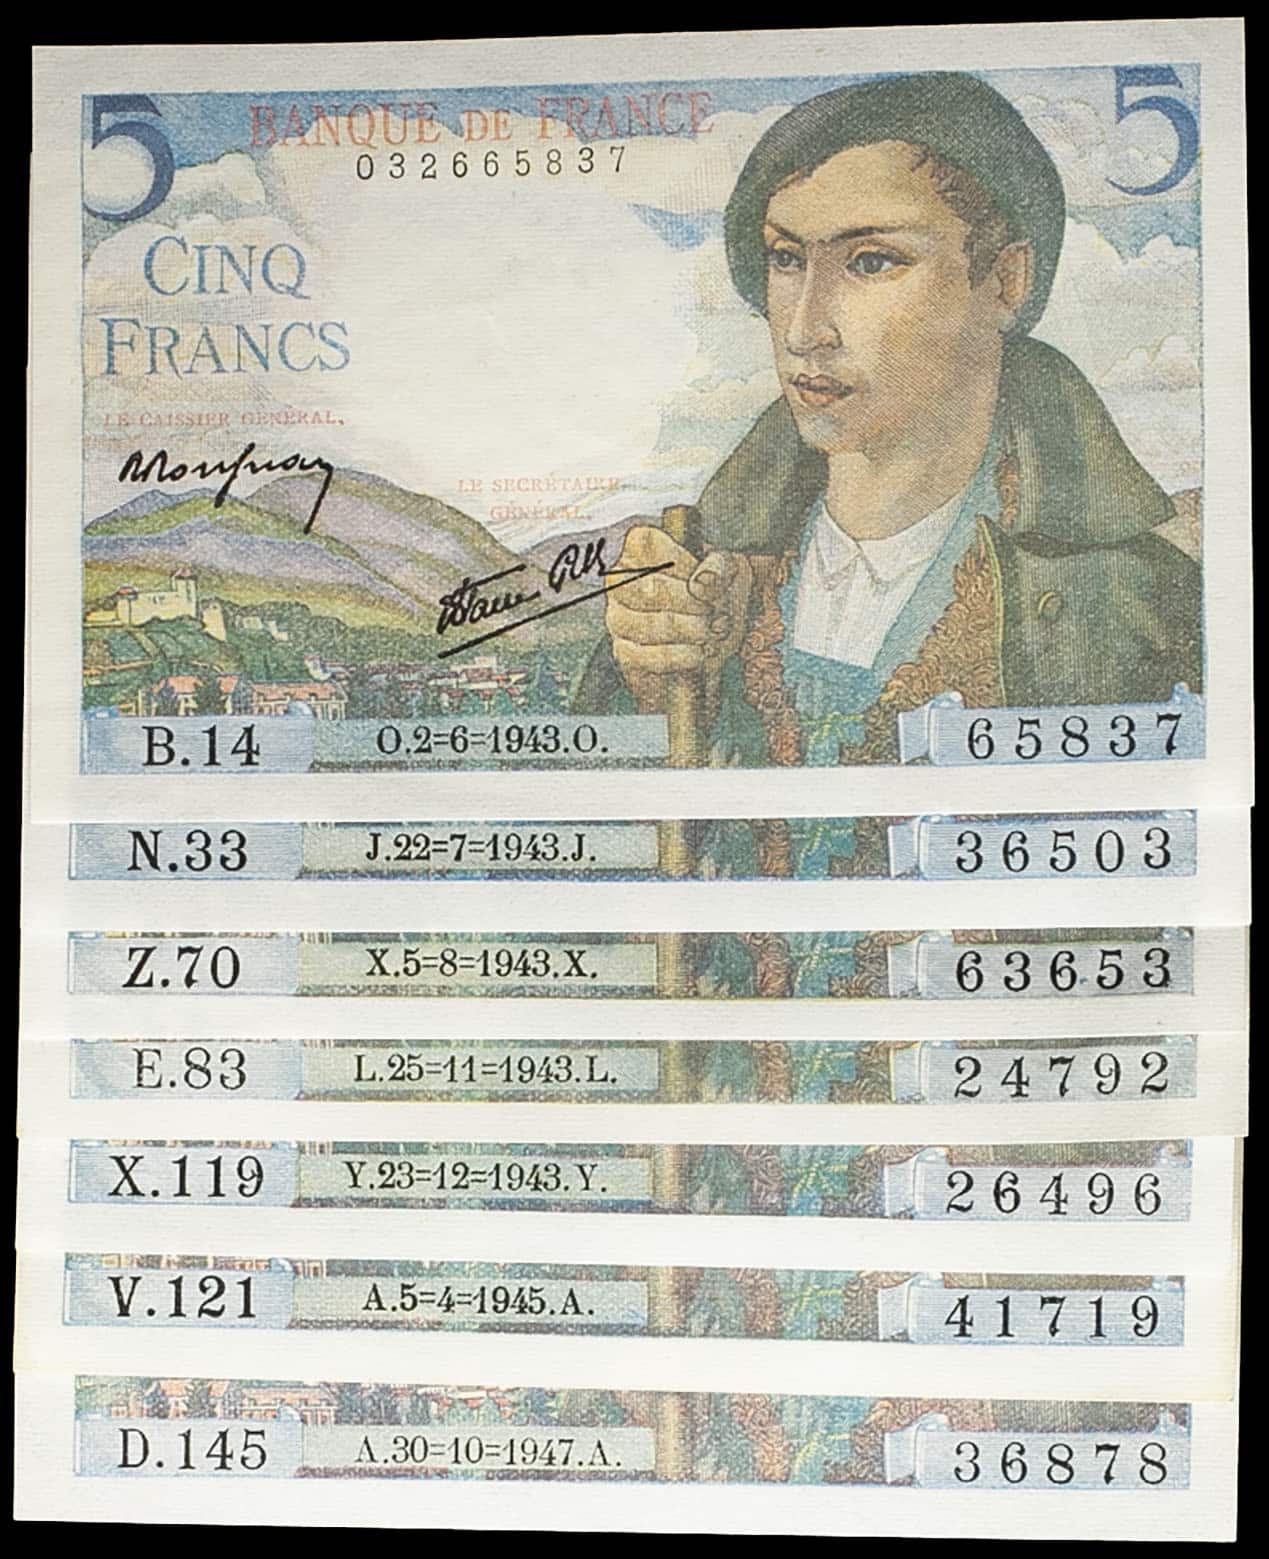 5 BANQUE DE FRANCE 5
032665837
CINQ
FRANCS
LE CAISSIER GÉNÉRAL,
LE SECRÉTAIRE
GÉNÉRAL,
B.14 O.2=6=1943.O. 65837
N.33 J.22=7=1943.J. 36503
Z.70 X.5=8=1943.X. 63653
E.83 L.25=11=1943.L. 24792
X.119 Y.23=12=1943.Y. 26496
V.121 A.5=4=1945.A. 41719
D.145 A.30=10=1947.A. 36878